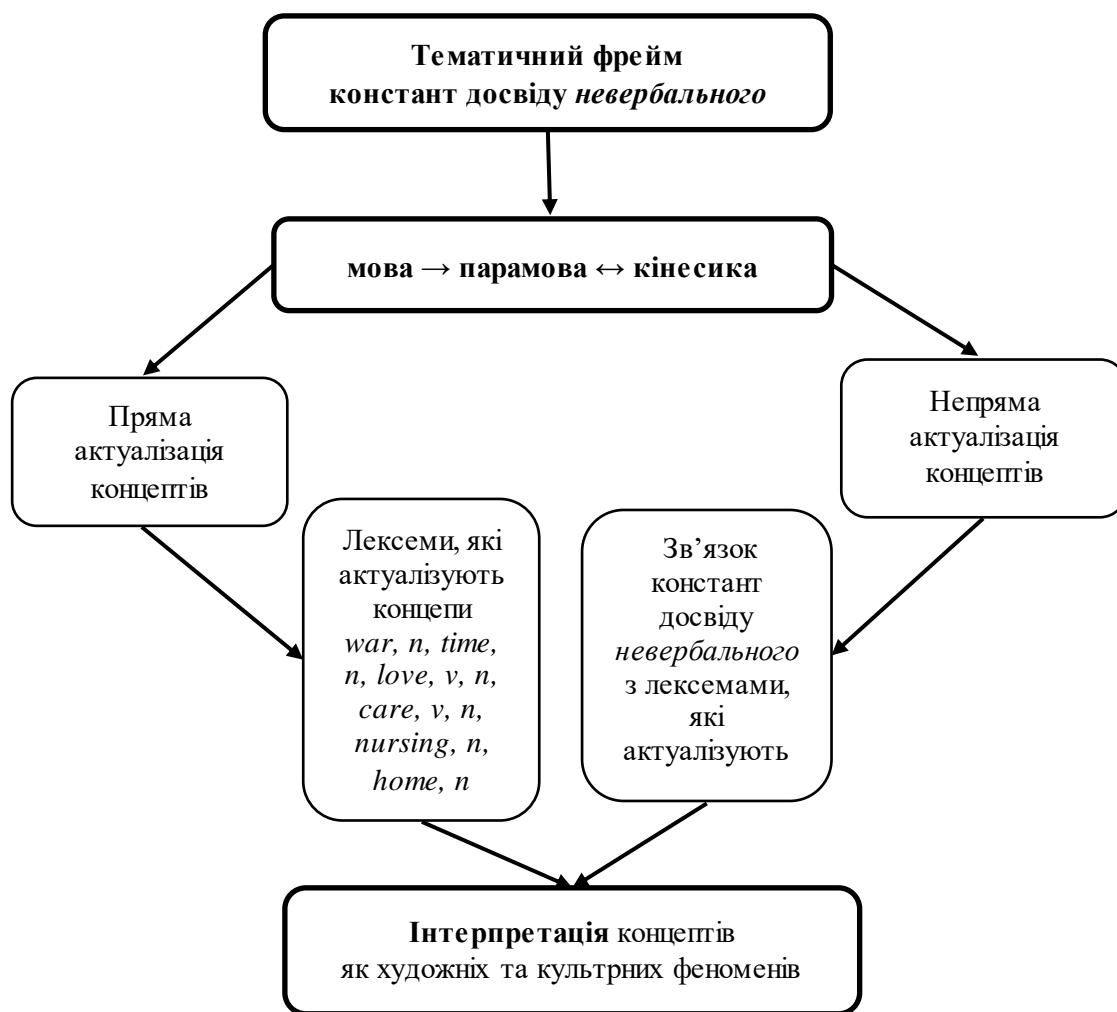 Тематичний фрейм
констант досвіду невербального
мова → парамова ↔ кінесика
Пряма
актуалізація
концептів
Непряма
актуалізація
концептів
Лексеми, які
актуалізують
концепи
war, n, time,
n, love, v, n,
care, v, n,
nursing, n,
home, n
Зв’язок
констант
досвіду
невербального
з лексемами,
які
актуалізують
Інтерпретація концептів
як художніх та культрних феноменів